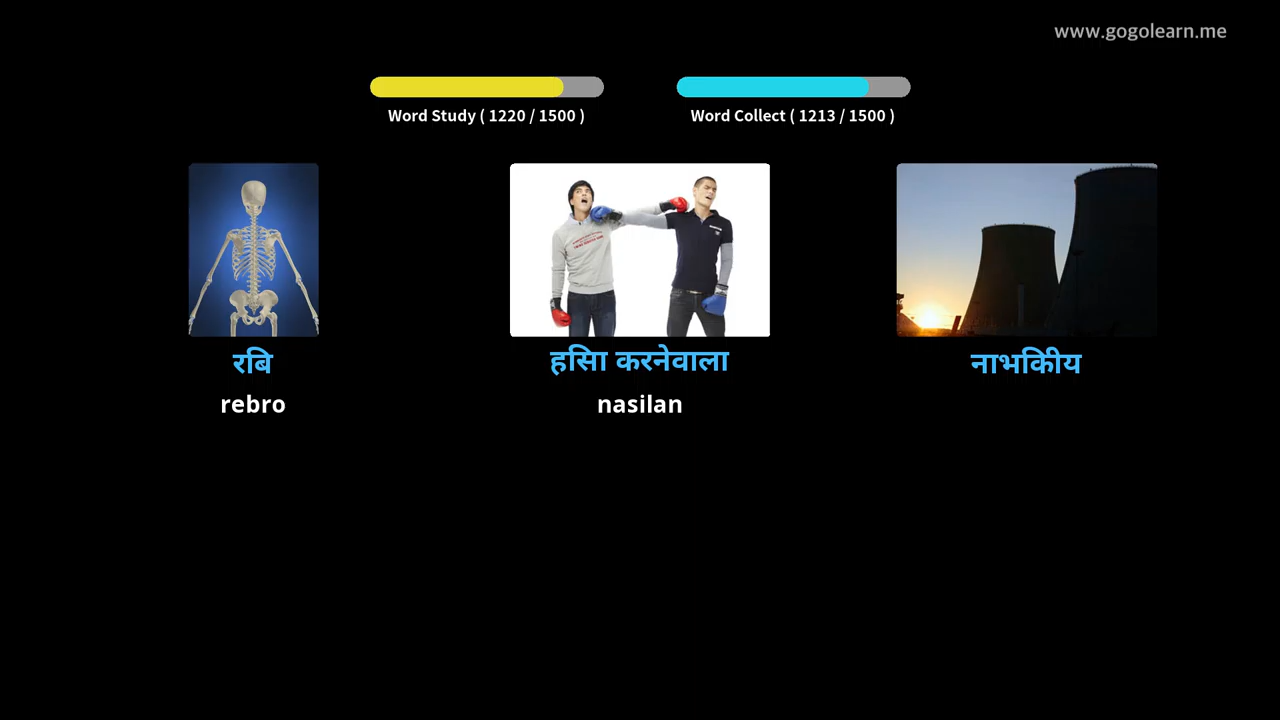 www.gogolearn.me
Word Study ( 1220 / 1500 )
Word Collect ( 1213 / 1500 )
रबि
हसिा करनेवाला
नाभकिीय
rebro
nasilan